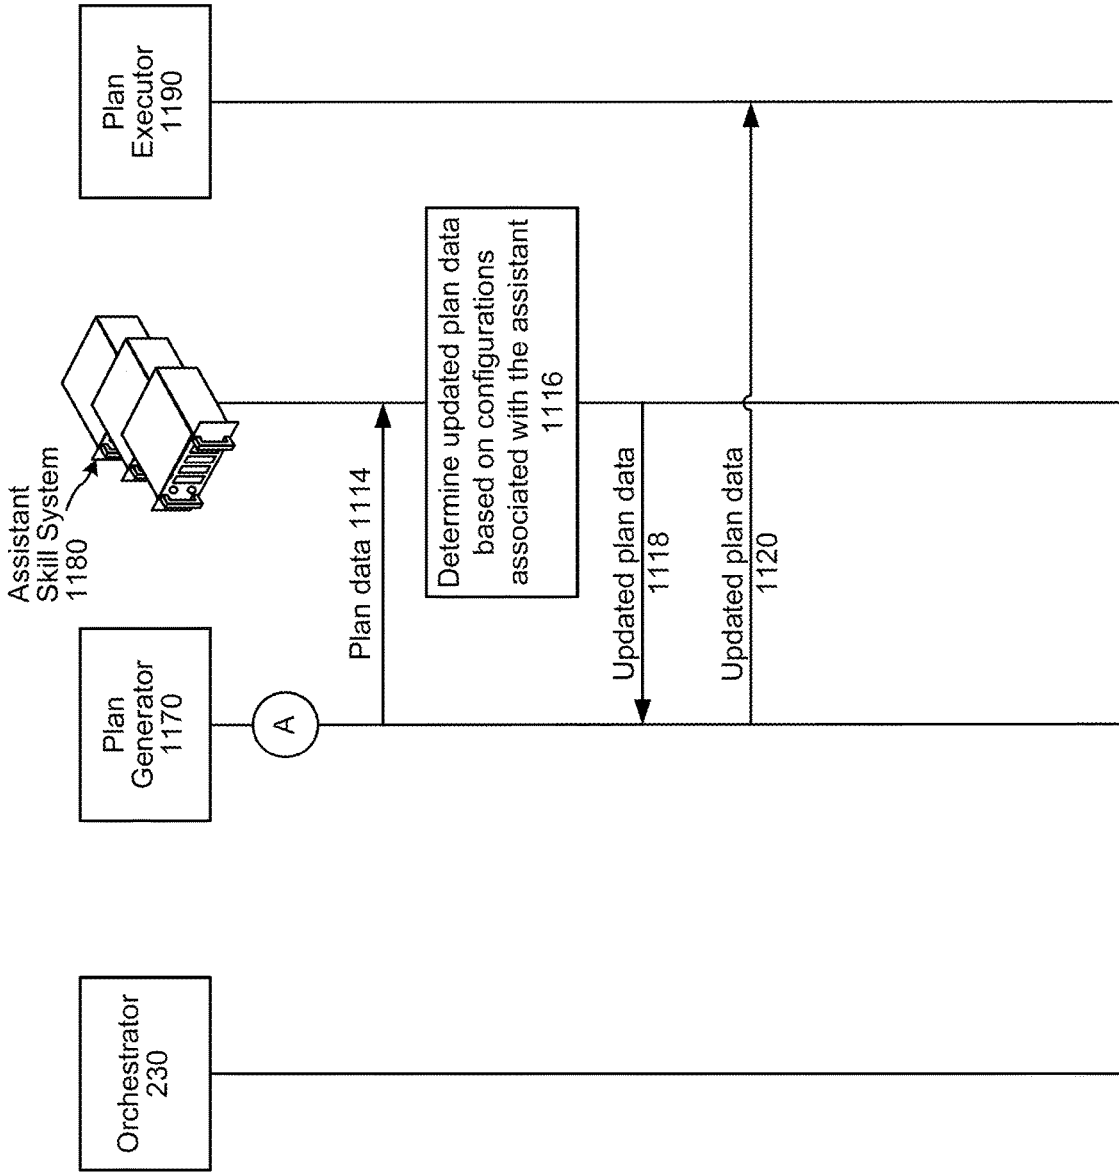 Orchestrator
230
Plan
Generator
1170
Assistant
Skill System
1180
Plan
Executor
1190
A
Plan data 1114
Determine updated plan data
based on configurations
associated with the assistant
1116
Updated plan data
1118
Updated plan data
1120